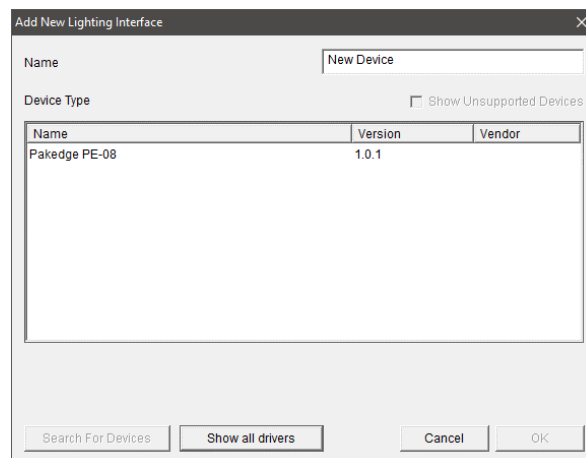 Add New Lighting Interface
Name
New Device
Device Type
Show Unsupported Devices
Name Version Vendor
Pakedge PE-08 1.0.1
Search For Devices Show all drivers Cancel OK